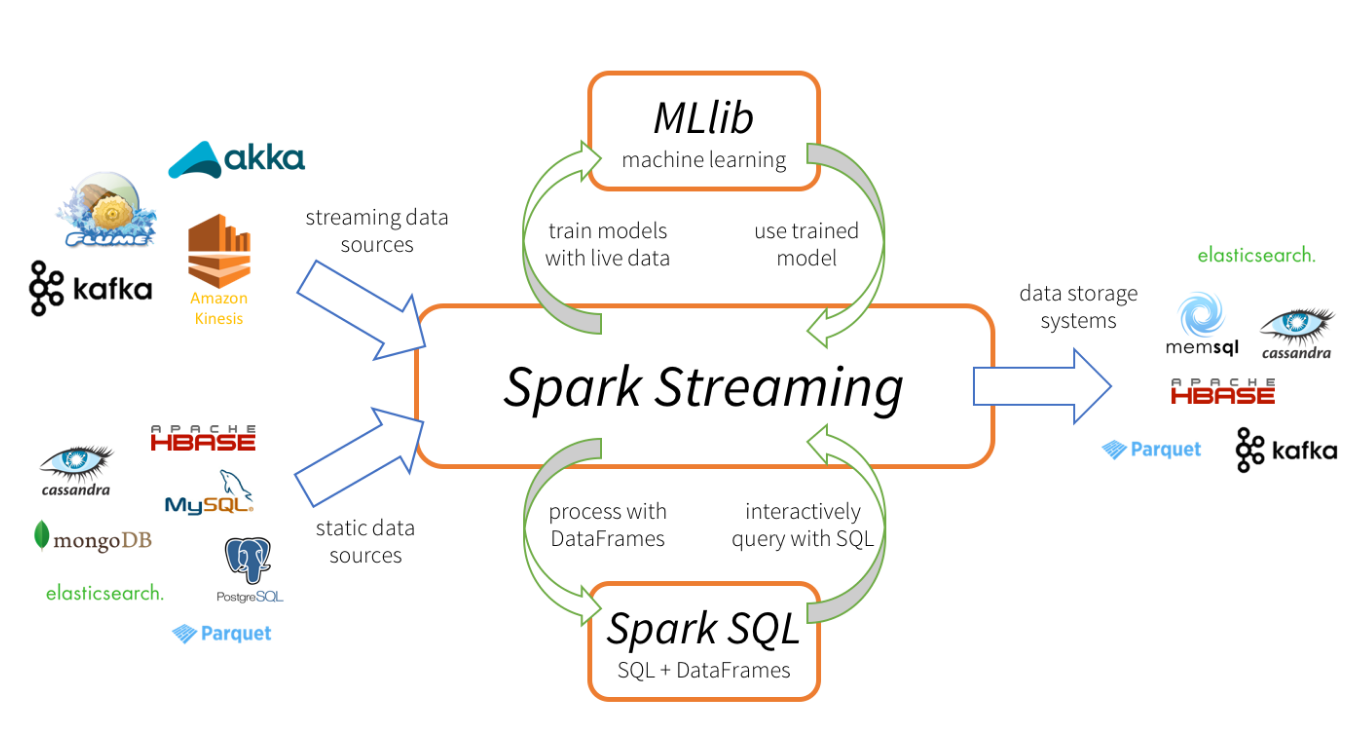 MLlib
machine learning
akka
FLUME
kafka
Amazon
Kinesis
streaming data
sources
train models
with live data
use trained
model
Spark Streaming
data storage
systems
elasticsearch.
memsql
cassandra
APACHE
HBASE
Parquet
kafka
APACHE
HBASE
cassandra
MySQL.
mongoDB
PostgreSQL
elasticsearch.
Parquet
static data
sources
process with
DataFrames
interactively
query with SQL
Spark SQL
SQL + DataFrames